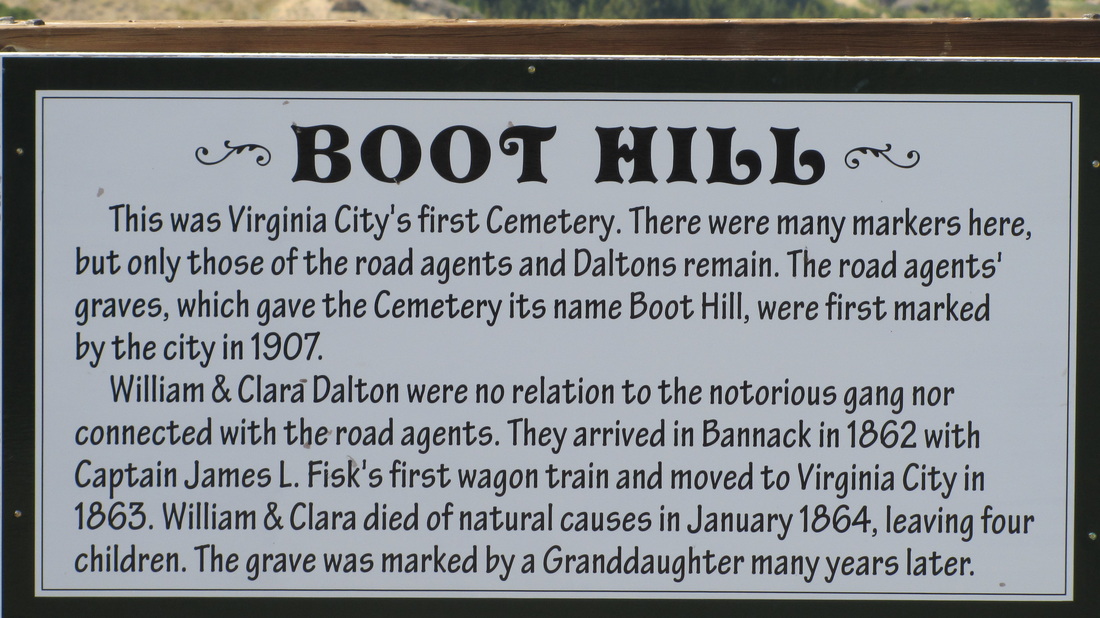 BOOT HILL
This was Virginia City's first Cemetery. There were many markers here,
but only those of the road agents and Daltons remain. The road agents'
graves, which gave the Cemetery its name Boot Hill, were first marked
by the city in 1907.
William & Clara Dalton were no relation to the notorious gang nor
connected with the road agents. They arrived in Bannack in 1862 with
Captain James L. Fisk's first wagon train and moved to Virginia City in
1863. William & Clara died of natural causes in January 1864, leaving four
children. The grave was marked by a Granddaughter many years later.